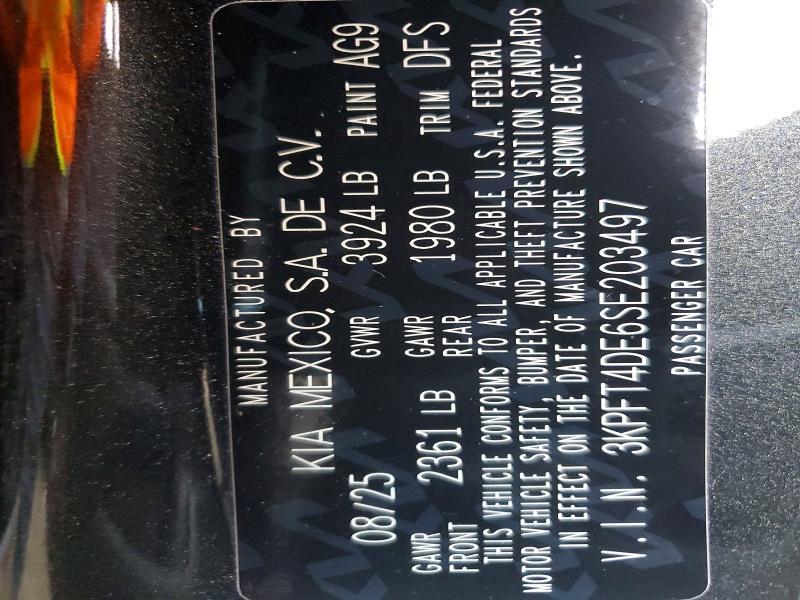 MANUFACTURED BY
KIA MEXICO, S.A. DE C.V.
08/25 GVWR 3924 LB PAINT AG9
GAWR FRONT 2361 LB GAWR REAR 1980 LB TRIM DFS
THIS VEHICLE CONFORMS TO ALL APPLICABLE U.S.A. FEDERAL
MOTOR VEHICLE SAFETY, BUMPER, AND THEFT PREVENTION STANDARDS
IN EFFECT ON THE DATE OF MANUFACTURE SHOWN ABOVE.
V.I.N. 3KPFT4DE6SE203497
PASSENGER CAR